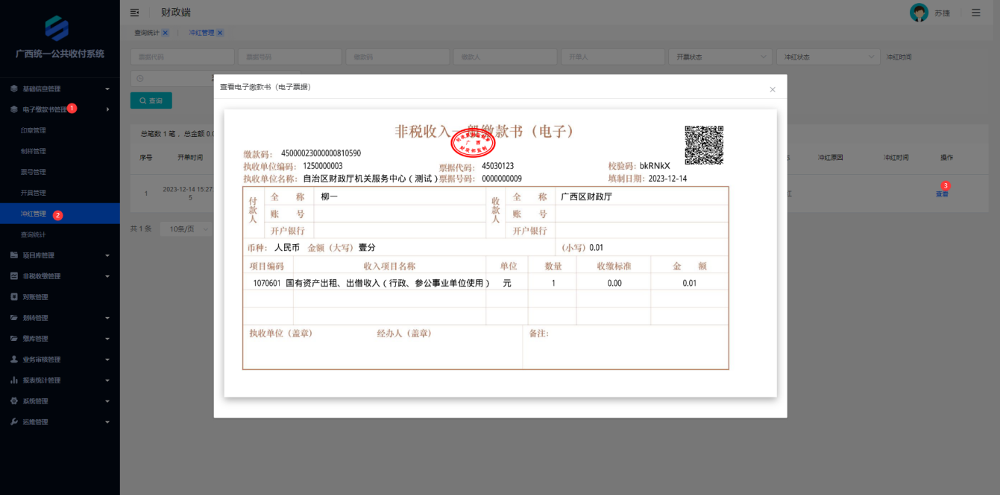 财政端
苏捷
广西统一公共收付系统
查询统计
冲红管理
票据代码
票据号码
缴款码
缴款人
开单人
开票状态
冲红状态
冲红时间
查询
基础信息管理
电子缴款书管理 1
印章管理
制样管理
票号管理
开具管理
冲红管理 2
查询统计
项目库管理
非税收缴管理
对账管理
划转管理
缴库管理
业务审核管理
报表统计管理
系统管理
运维管理
总笔数 1 笔，总金额 0.0
序号 开单时间 冲红原因 冲红时间 操作
1 2023-12-14 15:27:
5
3
查看
共 1 条 10条/页
查看电子缴款书（电子票据）
非税收入一般缴款书（电子）
广 西
财政部监制
缴款码: 45000023000000810590
执收单位编码: 1250000003 票据代码: 45030123 校验码: bkRNkX
执收单位名称: 自治区财政厅机关服务中心（测试）票据号码: 0000000009 填制日期: 2023-12-14
付款人 全 称 柳一 收款人 全 称 广西区财政厅
账 号 账 号
开户银行 开户银行
币种: 人民币 金额（大写）壹分 （小写）0.01
项目编码 收入项目名称 单位 数量 收缴标准 金 额
1070601 国有资产出租、出借收入（行政、参公事业单位使用） 元 1 0.00 0.01
执收单位（盖章） 经办人（盖章） 备注: